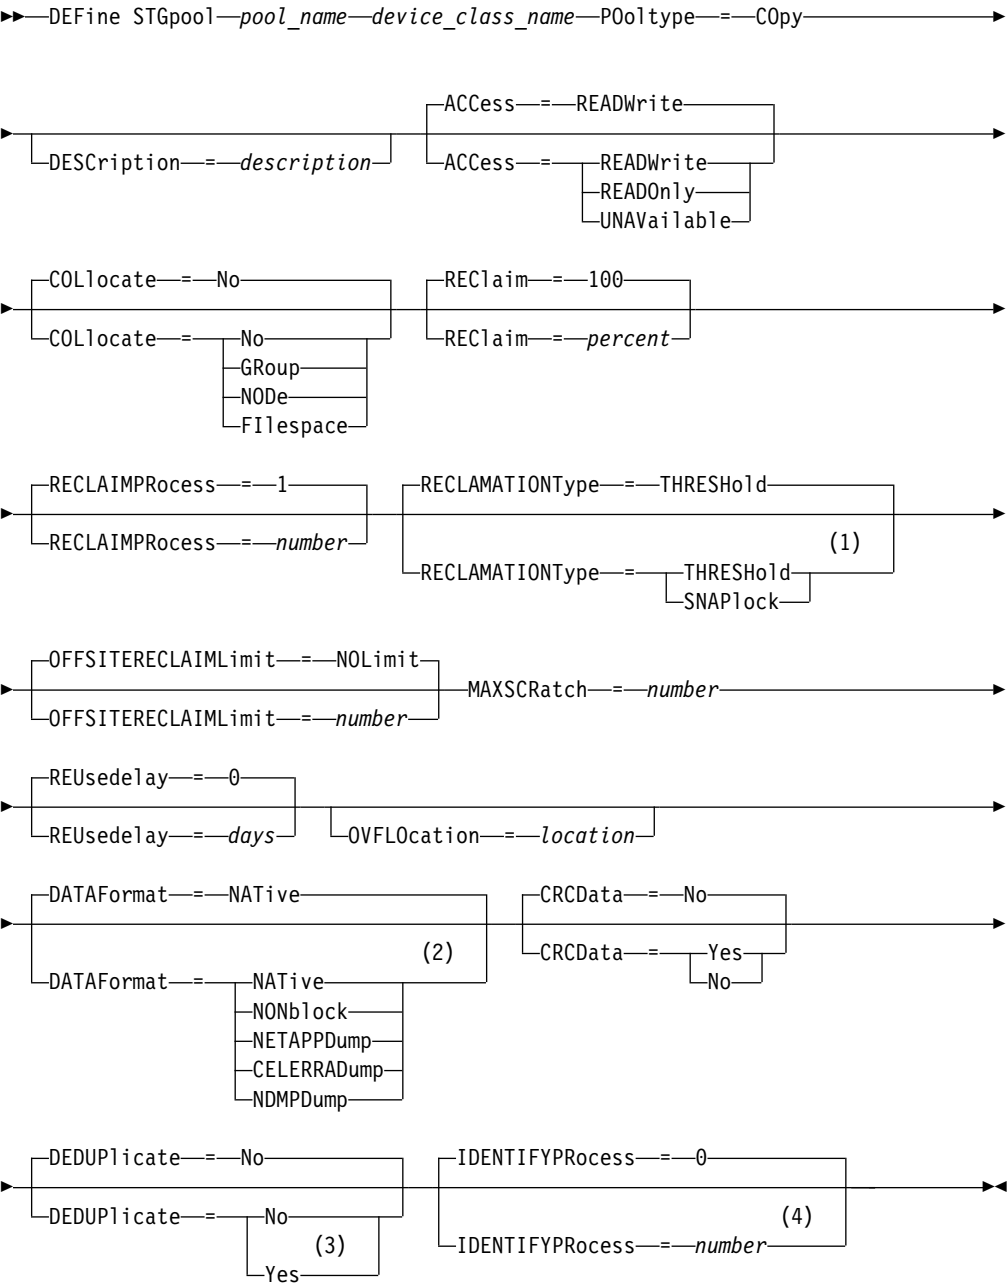 DEFine STGpool pool_name device_class_name POoltype = COpy
ACCess = READWrite
DESCription = description ACCess = READWrite
READOnly
UNAVailable
COLlocate = No REClaim = 100
COLlocate = No REClaim = percent
GRoup
NODe
FIlespace
RECLAIMPRocess = 1 RECLAMATIONType = THRESHold
RECLAIMPRocess = number (1)
RECLAMATIONType = THRESHold
SNAPlock
OFFSITERECLAIMLimit = NOLimit
MAXSCRatch = number
OFFSITERECLAIMLimit = number
REUsedelay = 0
REUsedelay = days OVFLOcation = location
DATAFormat = NATive CRCData = No
(2) CRCData = Yes
DATAFormat = NATive No
NONblock
NETAPPDump
CELERRADump
NDMPDump
DEDUPlicate = No IDENTIFYPRocess = 0
DEDUPlicate = No (4)
(3) IDENTIFYPRocess = number
Yes